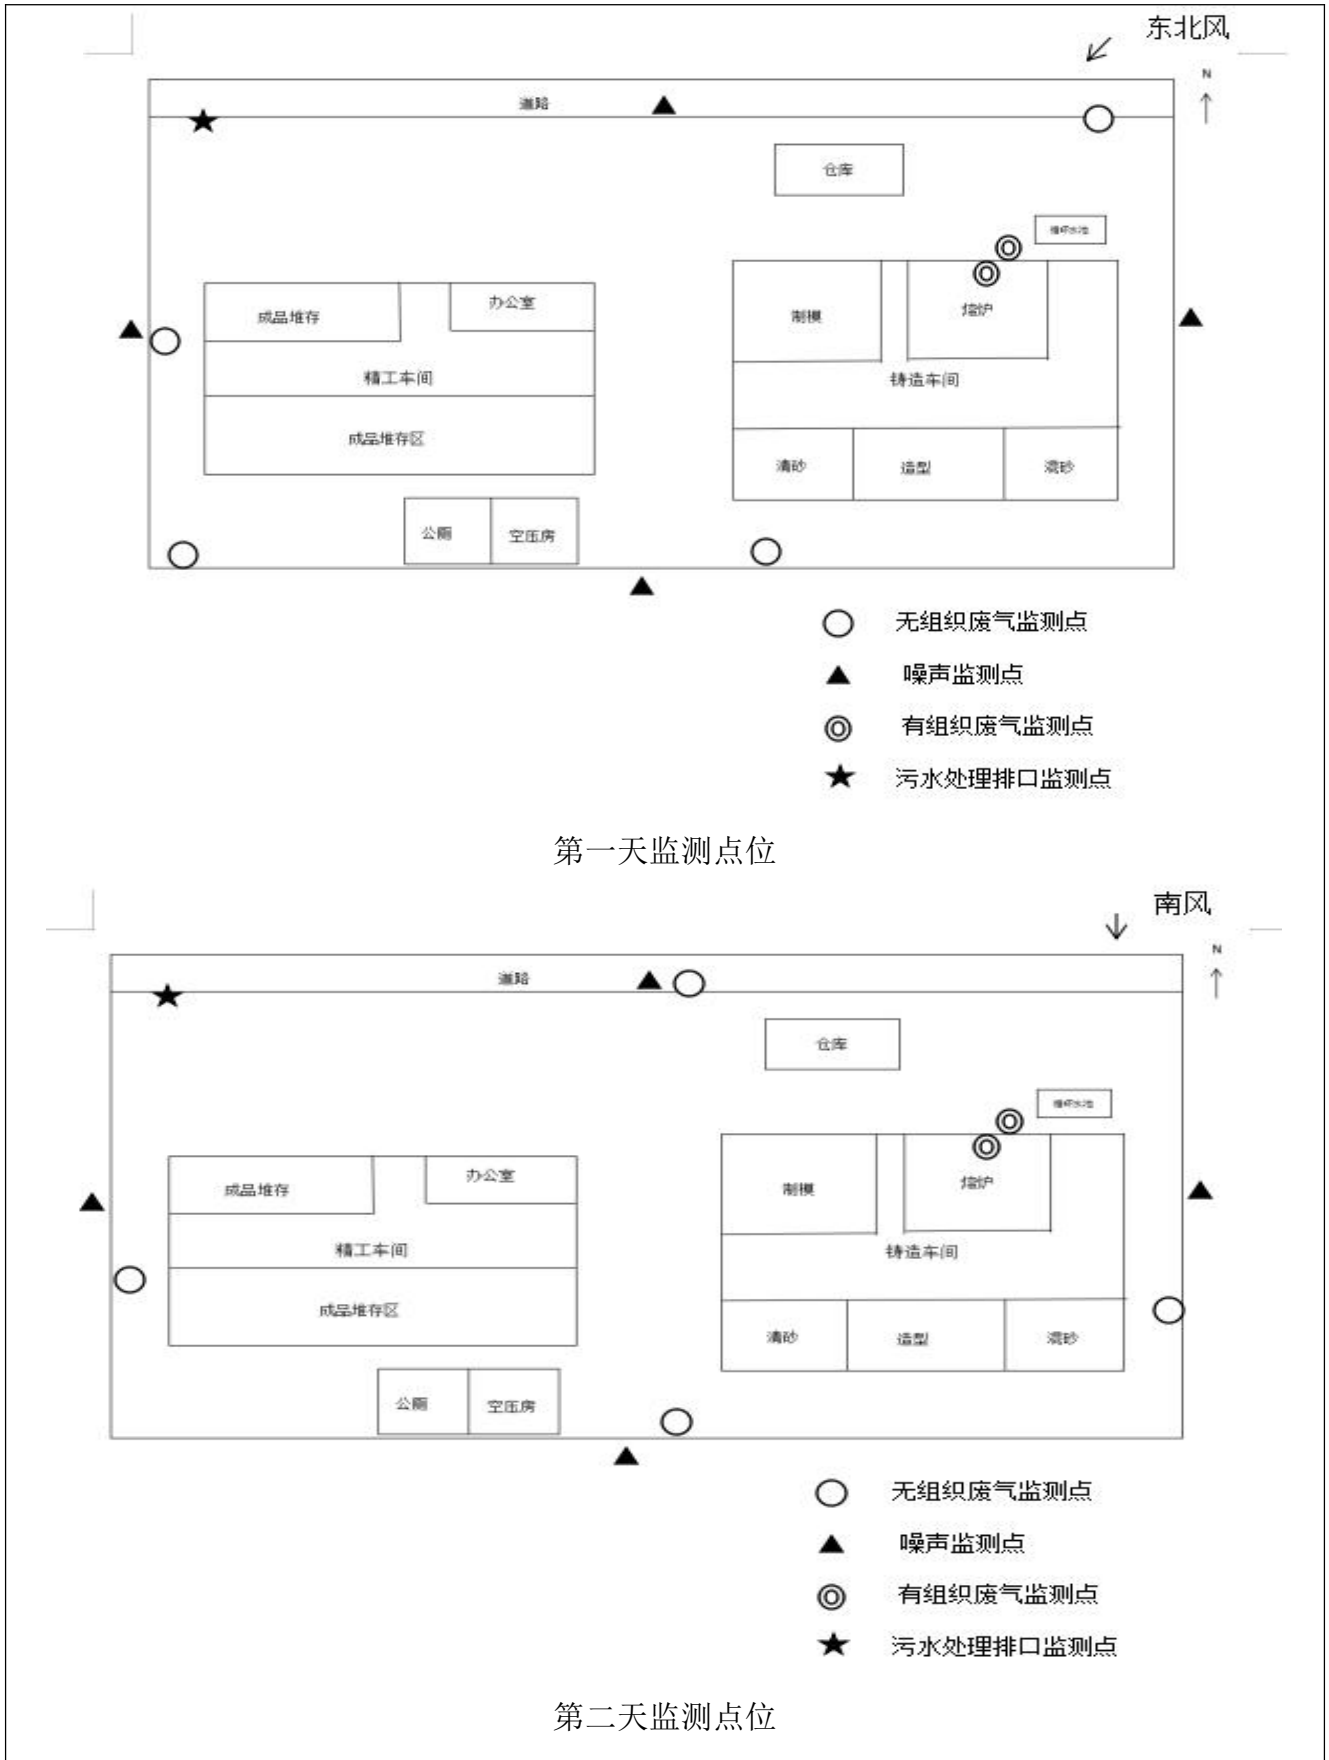 东北风
N
道路
仓库
循环水池
成品堆存
办公室
制模
熔炉
精工车间
铸造车间
成品堆存区
清砂
造型
混砂
公厕
空压房
无组织废气监测点
噪声监测点
有组织废气监测点
污水处理排口监测点
第一天监测点位
南风
N
道路
仓库
循环水池
成品堆存
办公室
制模
熔炉
精工车间
铸造车间
成品堆存区
清砂
造型
混砂
公厕
空压房
无组织废气监测点
噪声监测点
有组织废气监测点
污水处理排口监测点
第二天监测点位